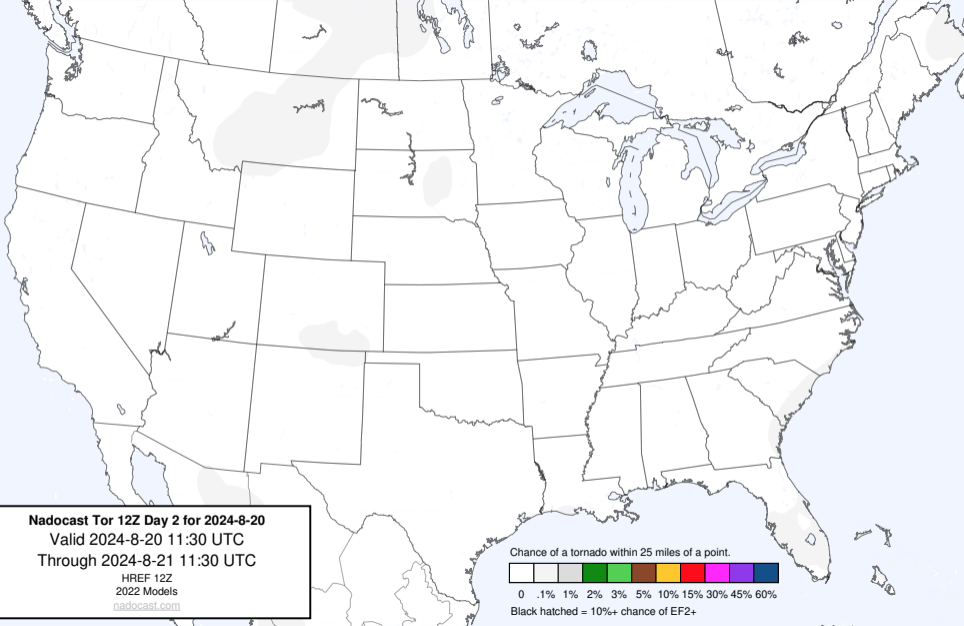 Nadocast Tor 12Z Day 2 for 2024-8-20
Valid 2024-8-20 11:30 UTC
Through 2024-8-21 11:30 UTC
HREF 12Z
2022 Models
nadocast.com
Chance of a tornado within 25 miles of a point.
0 .1% 1% 2% 3% 5% 10% 15% 30% 45% 60%
Black hatched = 10%+ chance of EF2+